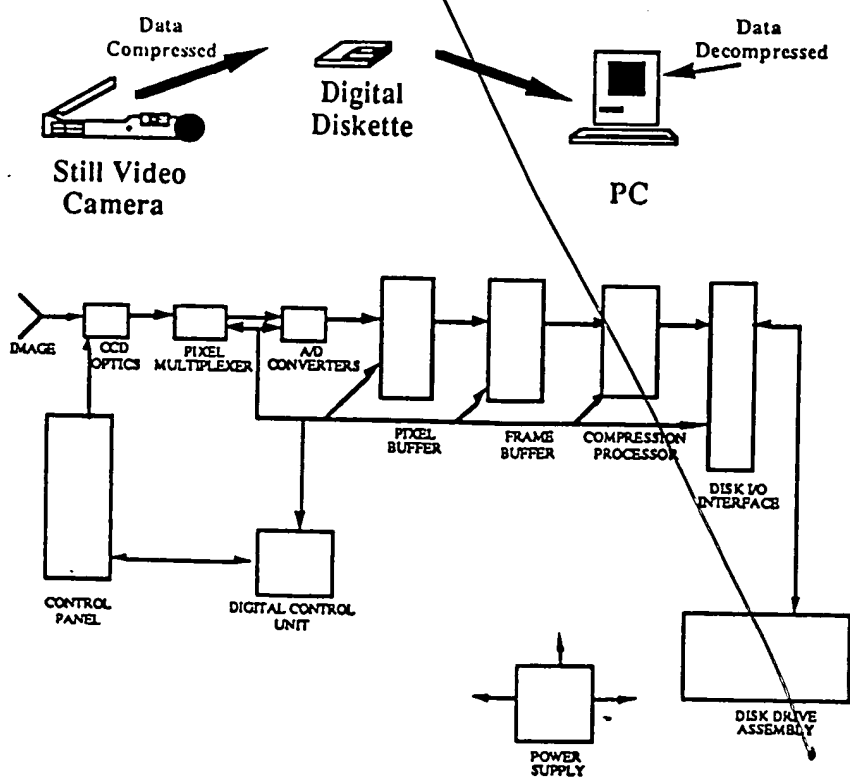 Data
Compressed
Data
Decompressed
Digital
Diskette
Still Video
Camera
PC
IMAGE
CCD
OPTICS
PIXEL
MULTIPLEXER
A/D
CONVERTERS
PIXEL
BUFFER
FRAME
BUFFER
COMPRESSION
PROCESSOR
DISK I/O
INTERFACE
CONTROL
PANEL
DIGITAL CONTROL
UNIT
DISK DRIVE
ASSEMBLY
POWER
SUPPLY